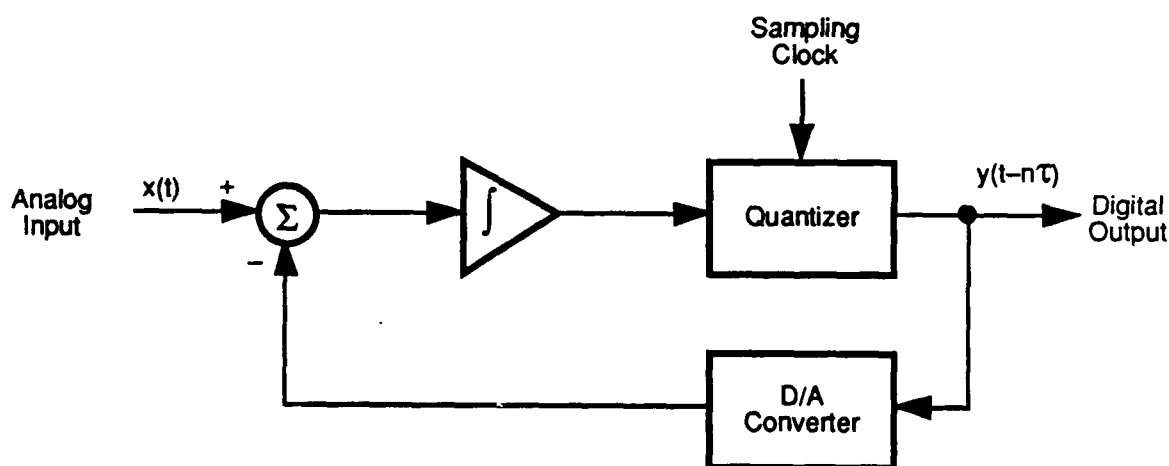 Sampling
Clock
Analog
Input
x(t)
+
Σ
−
∫
Quantizer
y(t−nτ)
Digital
Output
D/A
Converter